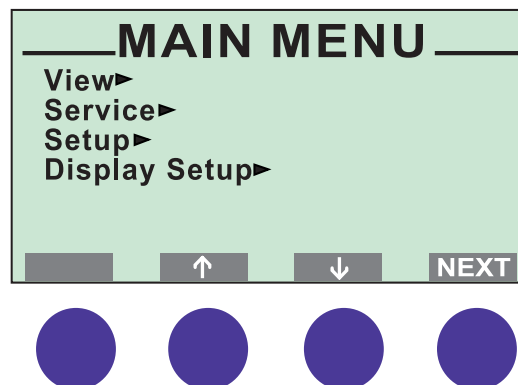 MAIN MENU
View►
Service►
Setup►
Display Setup►
↑ ↓ NEXT